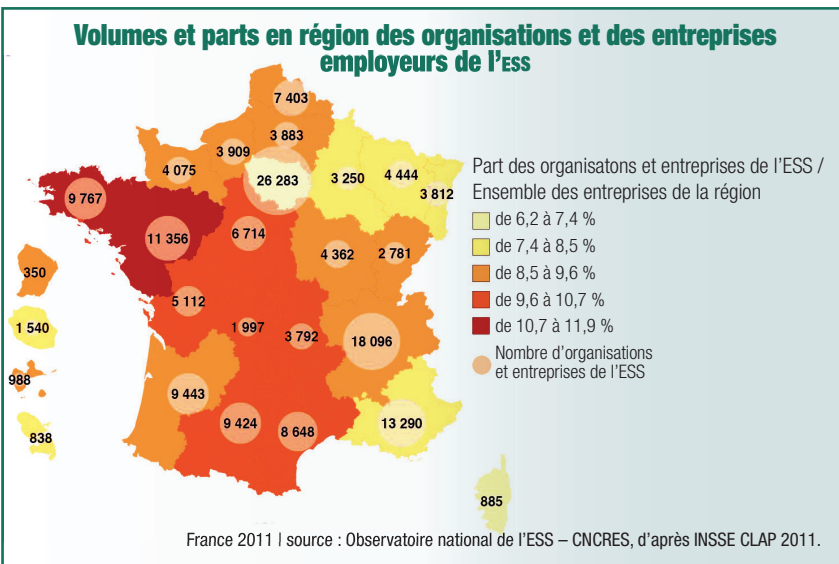 Volumes et parts en région des organisations et des entreprises
employeurs de l'ESS
7 403
3 883
3 909
4 075
26 283
3 250
4 444
3 812
9 767
11 356
6 714
4 362
2 781
350
5 112
1 540
1 997
3 792
18 096
988
9 443
9 424
8 648
13 290
838
885
Part des organisatons et entreprises de l'ESS /
Ensemble des entreprises de la région
de 6,2 à 7,4 %
de 7,4 à 8,5 %
de 8,5 à 9,6 %
de 9,6 à 10,7 %
de 10,7 à 11,9 %
Nombre d'organisations
et entreprises de l'ESS
France 2011 | source : Observatoire national de l'ESS – CNCRES, d'après INSSE CLAP 2011.